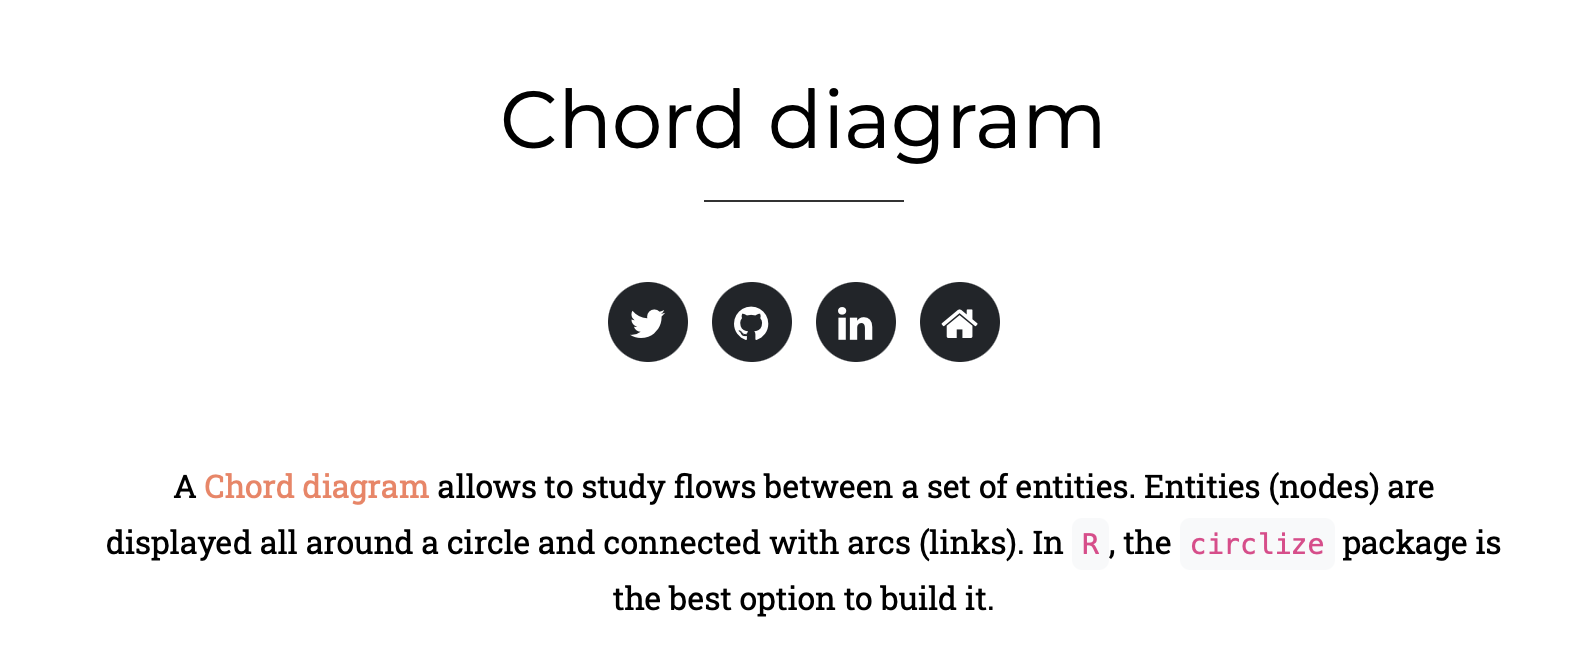 Chord diagram
in
A Chord diagram allows to study flows between a set of entities. Entities (nodes) are
displayed all around a circle and connected with arcs (links). In R, the circlize package is
the best option to build it.